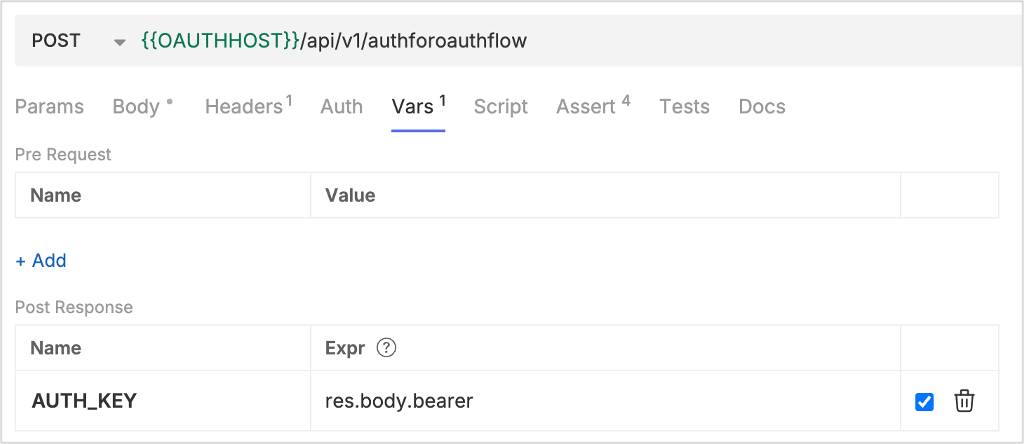 POST {{OAUTHHOST}}/api/v1/authforoauthflow
Params Body Headers 1 Auth Vars 1 Script Assert 4 Tests Docs
Pre Request
Name Value
+ Add
Post Response
Name Expr ?
AUTH_KEY res.body.bearer